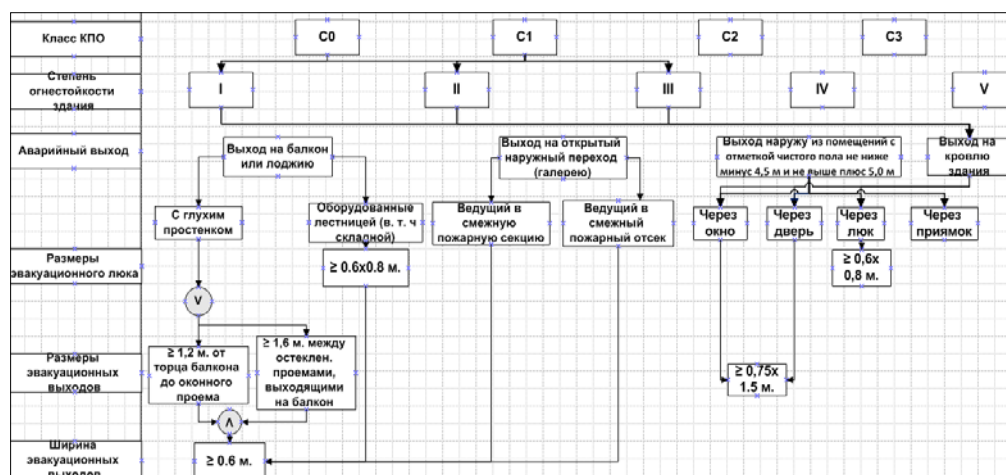 Класс КПО
C0
C1
C2
C3
Степень
огнестойкости
здания
I
II
III
IV
V
Аварийный выход
Выход на балкон
или лоджию
Выход на открытый
наружный переход
(галерею)
Выход наружу из помещений с
отметкой чистого пола не ниже
минус 4,5 м и не выше плюс 5,0 м
Выход на
кровлю
здания
С глухим
простенком
Оборудованные
лестницей (в. т. ч
складной)
Ведущий в
смежную
пожарную секцию
Ведущий в
смежный
пожарный отсек
Через
окно
Через
дверь
Через
люк
Через
приямок
Размеры
эвакуационного люка
≥ 0.6х0.8 м.
≥ 0,6х
0,8 м.
V
Размеры
эвакуационных
выходов
≥ 1,2 м. от
торца балкона
до оконного
проема
≥ 1,6 м. между
остеклен.
проемами,
выходящими
на балкон
≥ 0,75х
1.5 м.
Λ
Ширина
эвакуационных
выходов
≥ 0.6 м.